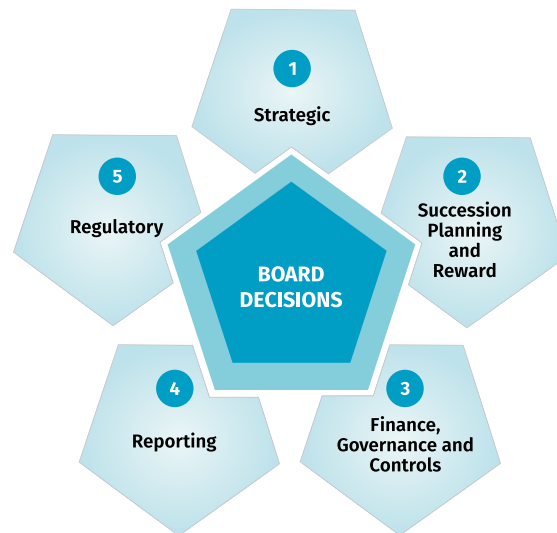 1
Strategic
2
Succession
Planning
and
Reward
3
Finance,
Governance and
Controls
4
Reporting
5
Regulatory
BOARD
DECISIONS